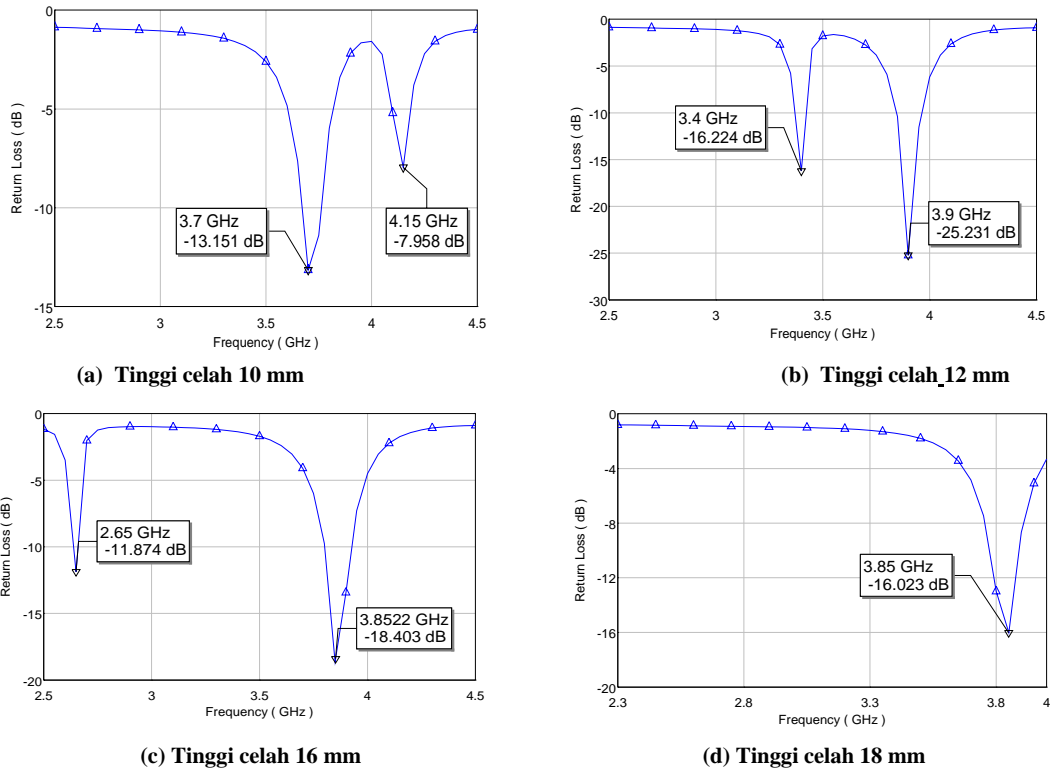 0
-5
-10
-15
Return Loss ( dB )
3.7 GHz
-13.151 dB
4.15 GHz
-7.958 dB
2.5 3 3.5 4 4.5
Frequency ( GHz )
(a) Tinggi celah 10 mm
0
-5
-10
-15
-20
-25
-30
Return Loss ( dB )
3.4 GHz
-16.224 dB
3.9 GHz
-25.231 dB
2.5 3 3.5 4 4.5
Frequency ( GHz )
(b) Tinggi celah 12 mm
0
-5
-10
-15
-20
Return Loss ( dB )
2.65 GHz
-11.874 dB
3.8522 GHz
-18.403 dB
2.5 3 3.5 4 4.5
Frequency ( GHz )
(c) Tinggi celah 16 mm
0
-4
-8
-12
-16
-20
Return Loss ( dB )
3.85 GHz
-16.023 dB
2.3 2.8 3.3 3.8 4
Frequency ( GHz )
(d) Tinggi celah 18 mm